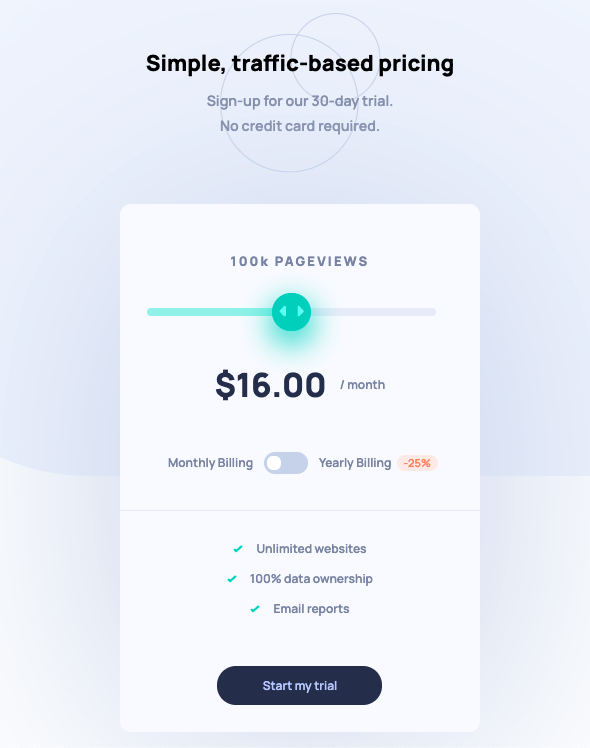 Simple, traffic-based pricing
Sign-up for our 30-day trial.
No credit card required.
100k PAGEVIEWS
$16.00 / month
Monthly Billing Yearly Billing -25%
Unlimited websites
100% data ownership
Email reports
Start my trial